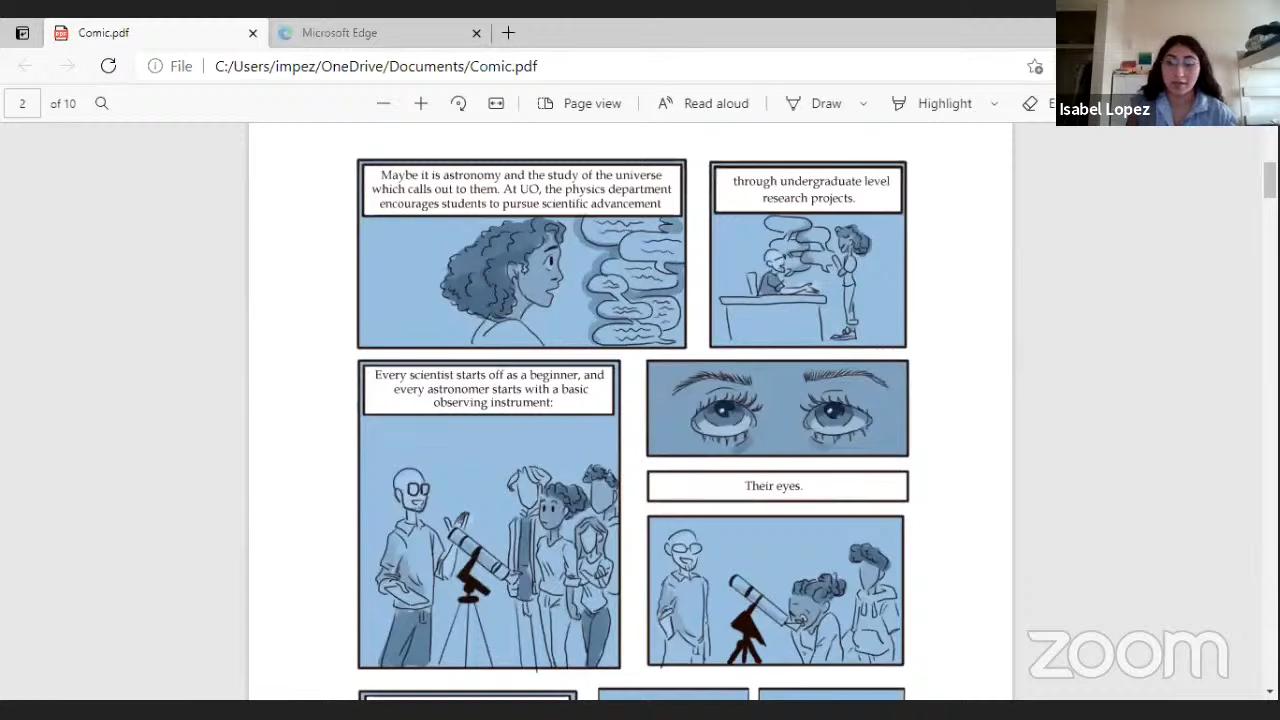 Comic.pdf
Microsoft Edge
File
C:/Users/impez/OneDrive/Documents/Comic.pdf
2
of 10
Page view
Read aloud
Draw
Highlight
Isabel Lopez
Maybe it is astronomy and the study of the universe
which calls out to them. At UO, the physics department
encourages students to pursue scientific advancement
through undergraduate level
research projects.
Every scientist starts off as a beginner, and
every astronomer starts with a basic
observing instrument:
Their eyes.
zoom